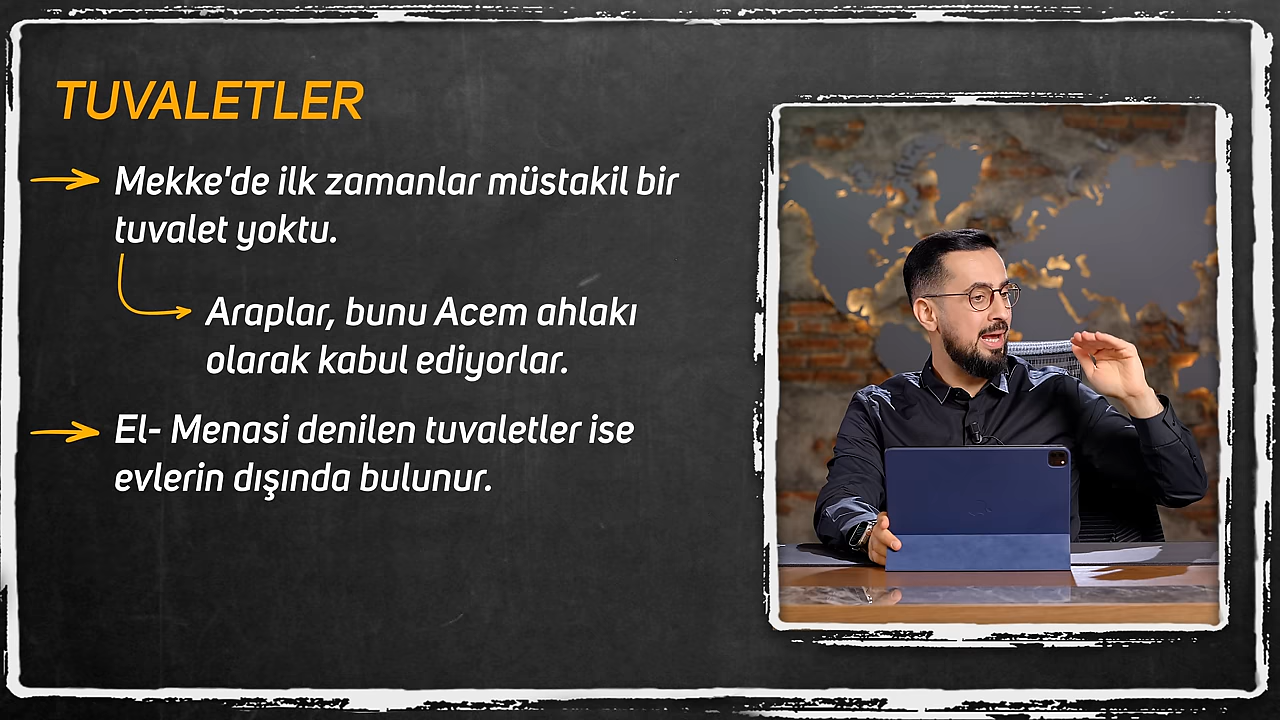 TUVALETLER
Mekke'de ilk zamanlar müstakil bir
tuvalet yoktu.
Araplar, bunu Acem ahlakı
olarak kabul ediyorlar.
El- Menasi denilen tuvaletler ise
evlerin dışında bulunur.